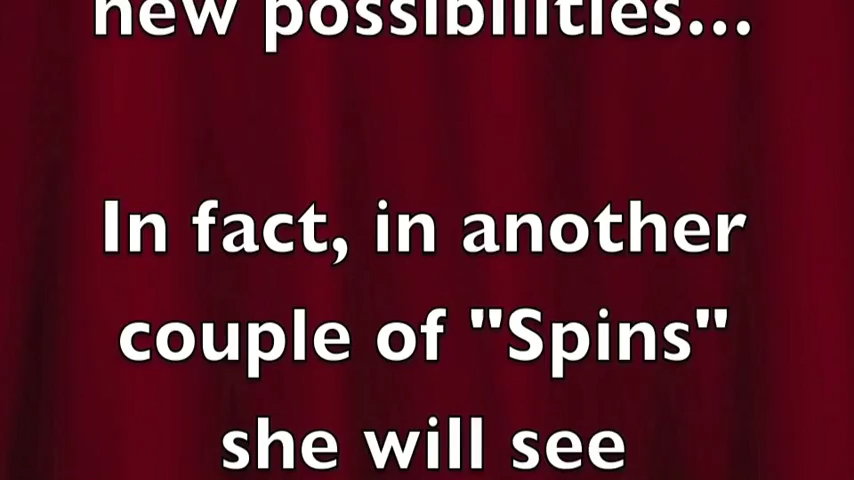 new possibilities...
In fact, in another
couple of "Spins"
she will see